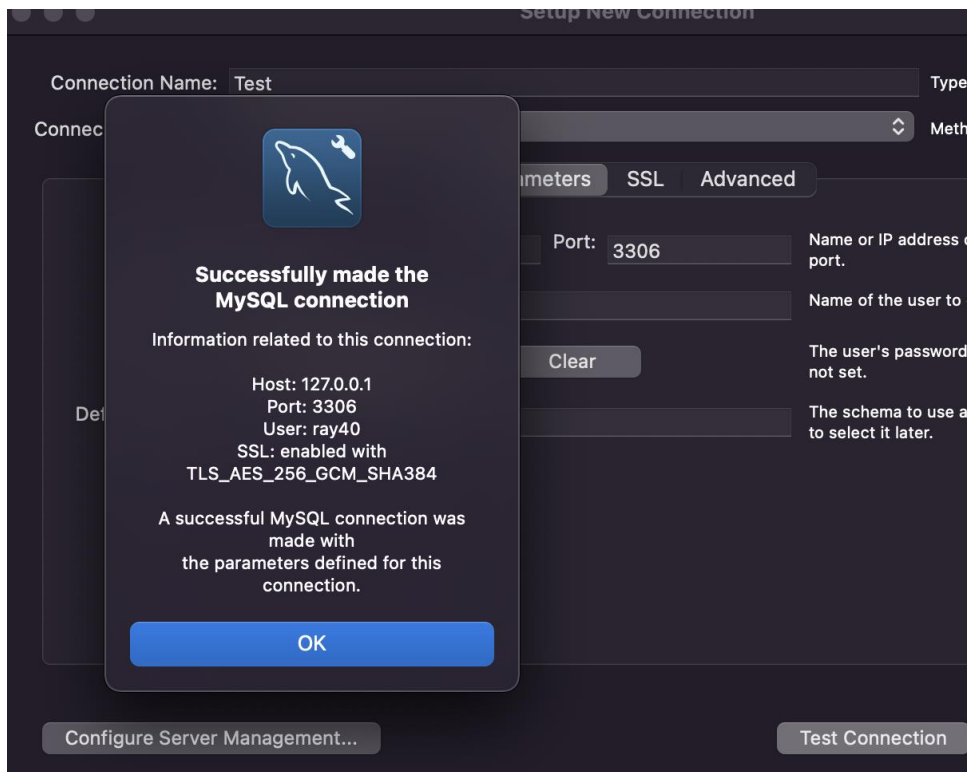 Setup New Connection
Connection Name: Test Type
Connec Meth
ameters SSL Advanced
Port: 3306 Name or IP address
port.
Name of the user to
Clear The user's password
not set.
Def The schema to use a
to select it later.
Successfully made the
MySQL connection
Information related to this connection:
Host: 127.0.0.1
Port: 3306
User: ray40
SSL: enabled with
TLS_AES_256_GCM_SHA384
A successful MySQL connection was
made with
the parameters defined for this
connection.
OK
Configure Server Management... Test Connection